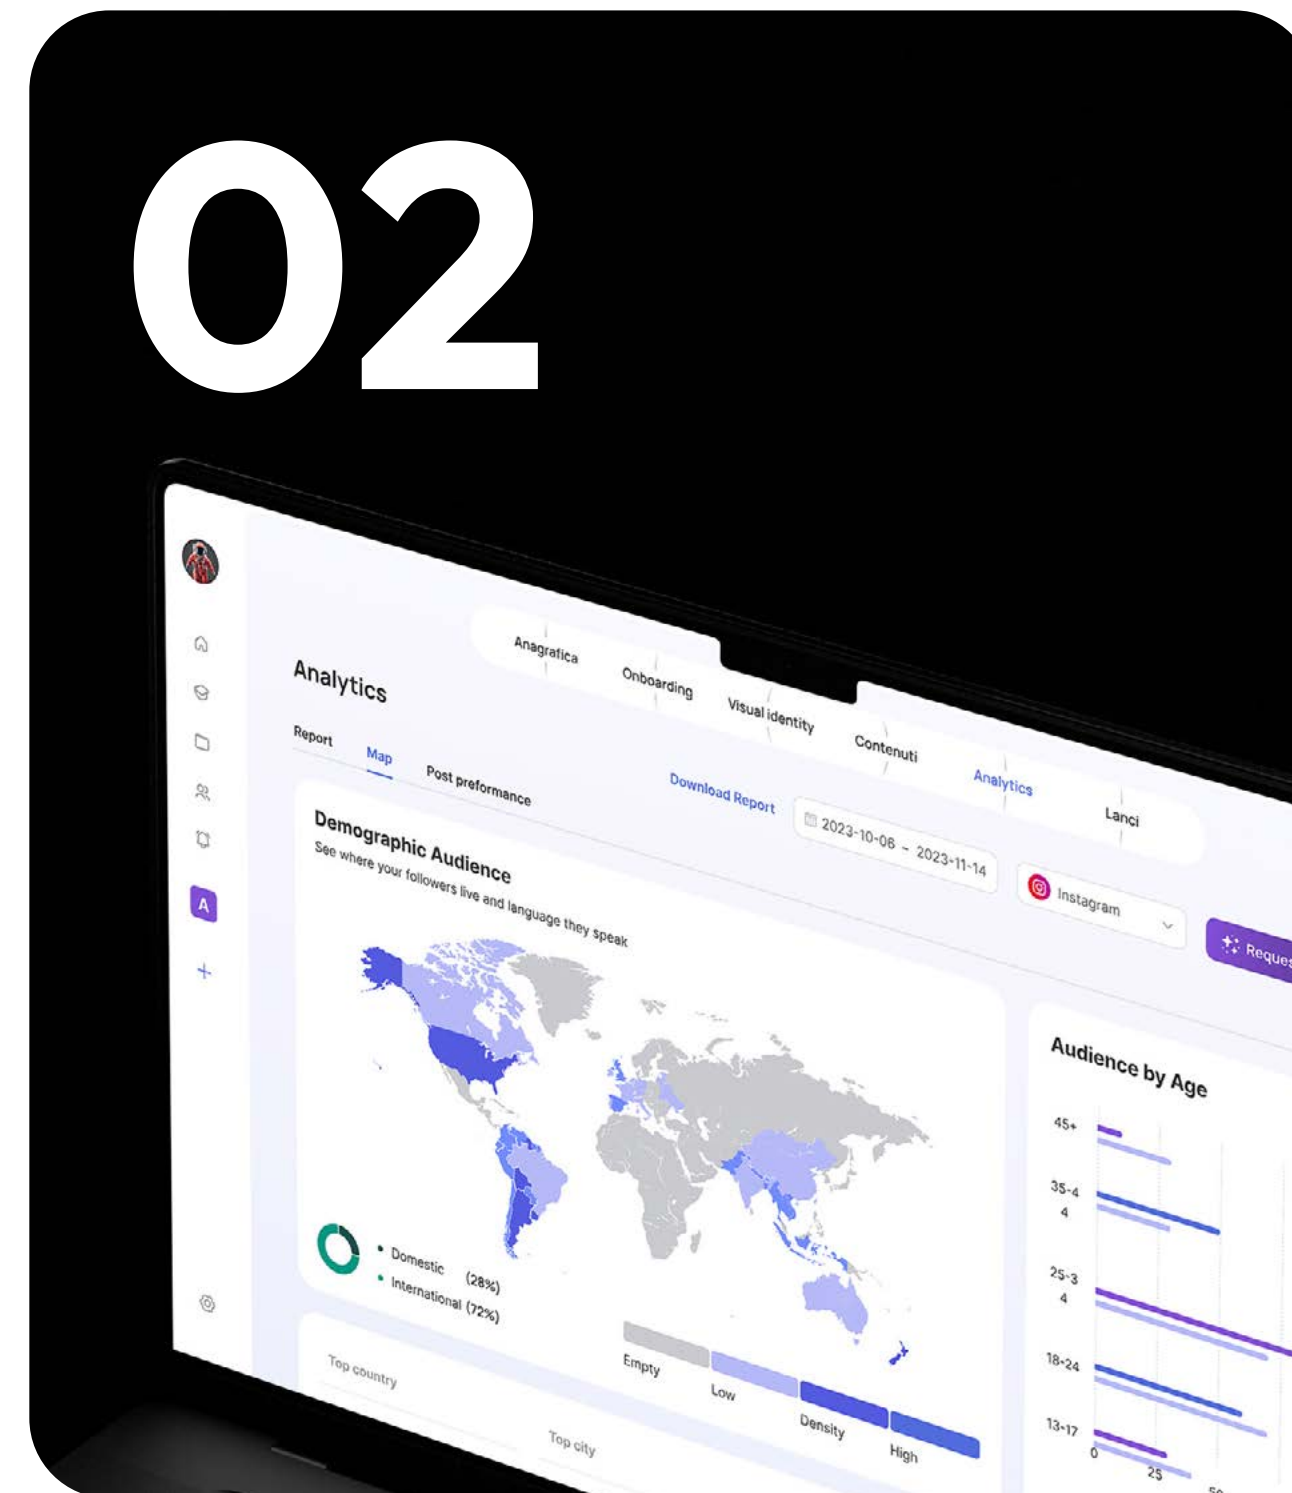 02
Anagrafica
Onboarding
Visual identity
Contenuti
Analytics
Lanci
Analytics
Report
Map
Post preformance
Download Report
2023-10-06 - 2023-11-14
Instagram
Demographic Audience
See where your followers live and language they speak
A
Domestic (28%)
International (72%)
Empty
Low
Density
High
Top country
Top city
Audience by Age
45+
35-4
4
25-3
4
18-24
13-17
0
25